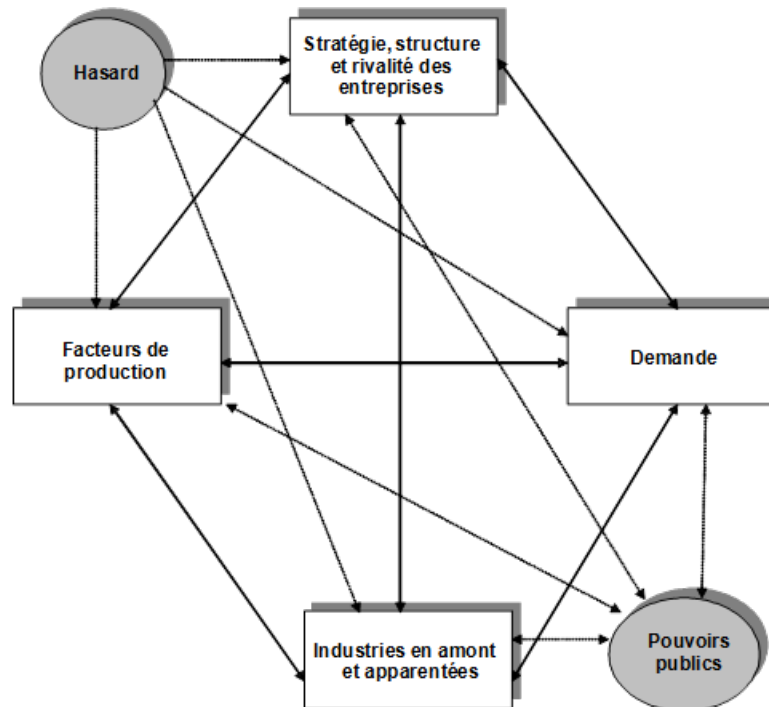 Hasard
Stratégie, structure
et rivalité des
entreprises
Facteurs de
production
Demande
Industries en amont
et apparentées
Pouvoirs
publics